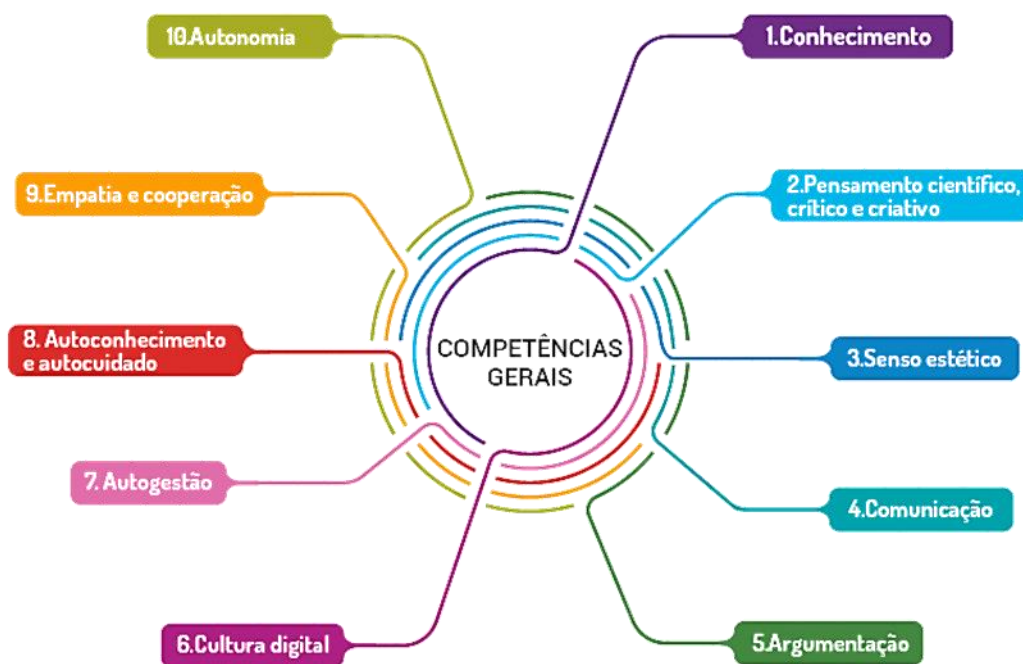 10.Autonomia
1.Conhecimento
9.Empatia e cooperação
2.Pensamento científico,
crítico e criativo
8. Autoconhecimento
e autocuidado
COMPETÊNCIAS
GERAIS
3.Senso estético
7. Autogestão
4.Comunicação
6.Cultura digital
5.Argumentação